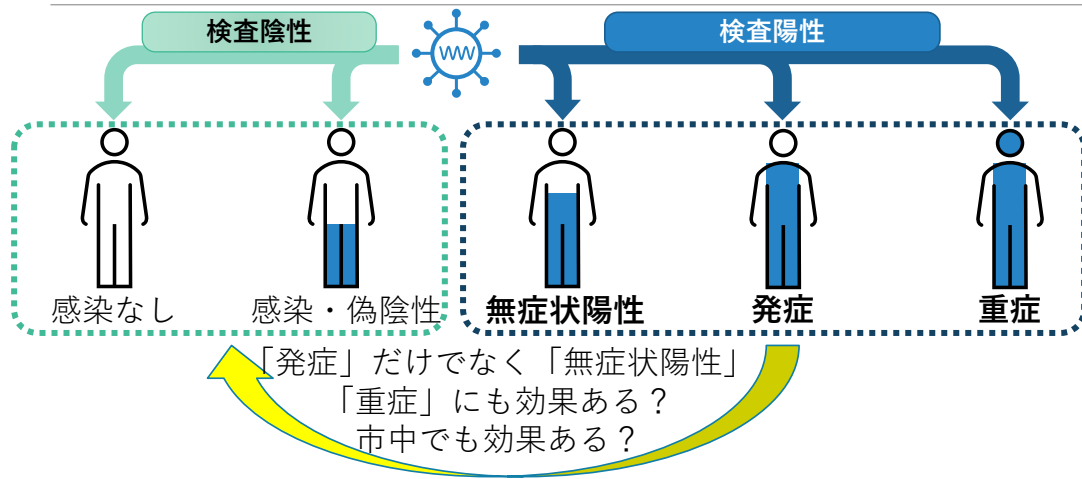 検査陰性
検査陽性
感染なし
感染・偽陰性
無症状陽性
発症
重症
「発症」だけでなく「無症状陽性」
「重症」にも効果ある？
市中でも効果ある？